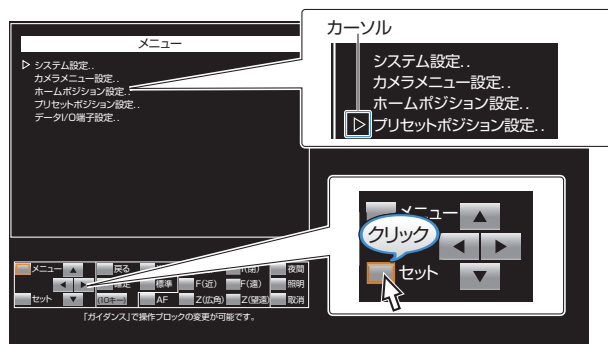 メニュー
システム設定..
カメラメニュー設定..
ホームポジション設定..
プリセットポジション設定..
データI/O端子設定..
カーソル
システム設定..
カメラメニュー設定..
ホームポジション設定..
プリセットポジション設定..
メニュー
クリック
セット
メニュー 戻る (閉) 夜間
確定 標準 F(近) F(遠) 照明
セット (10キー) AF Z(広角) Z(望遠) 取消
「ガイダンス」で操作ブロックの変更が可能です。